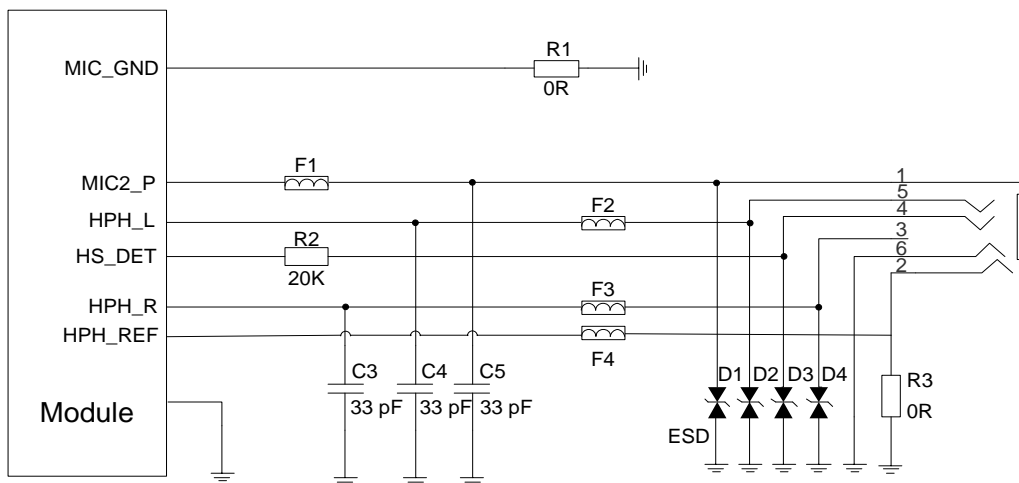 R1
MIC_GND
0R
F1
1
MIC2_P
5
F2
4
HPH_L
R2
3
HS_DET
6
20K
2
F3
HPH_R
HPH_REF
F4
C3
C4
C5
D1
D2
D3
D4
R3
33 pF
33 pF
33 pF
0R
Module
ESD